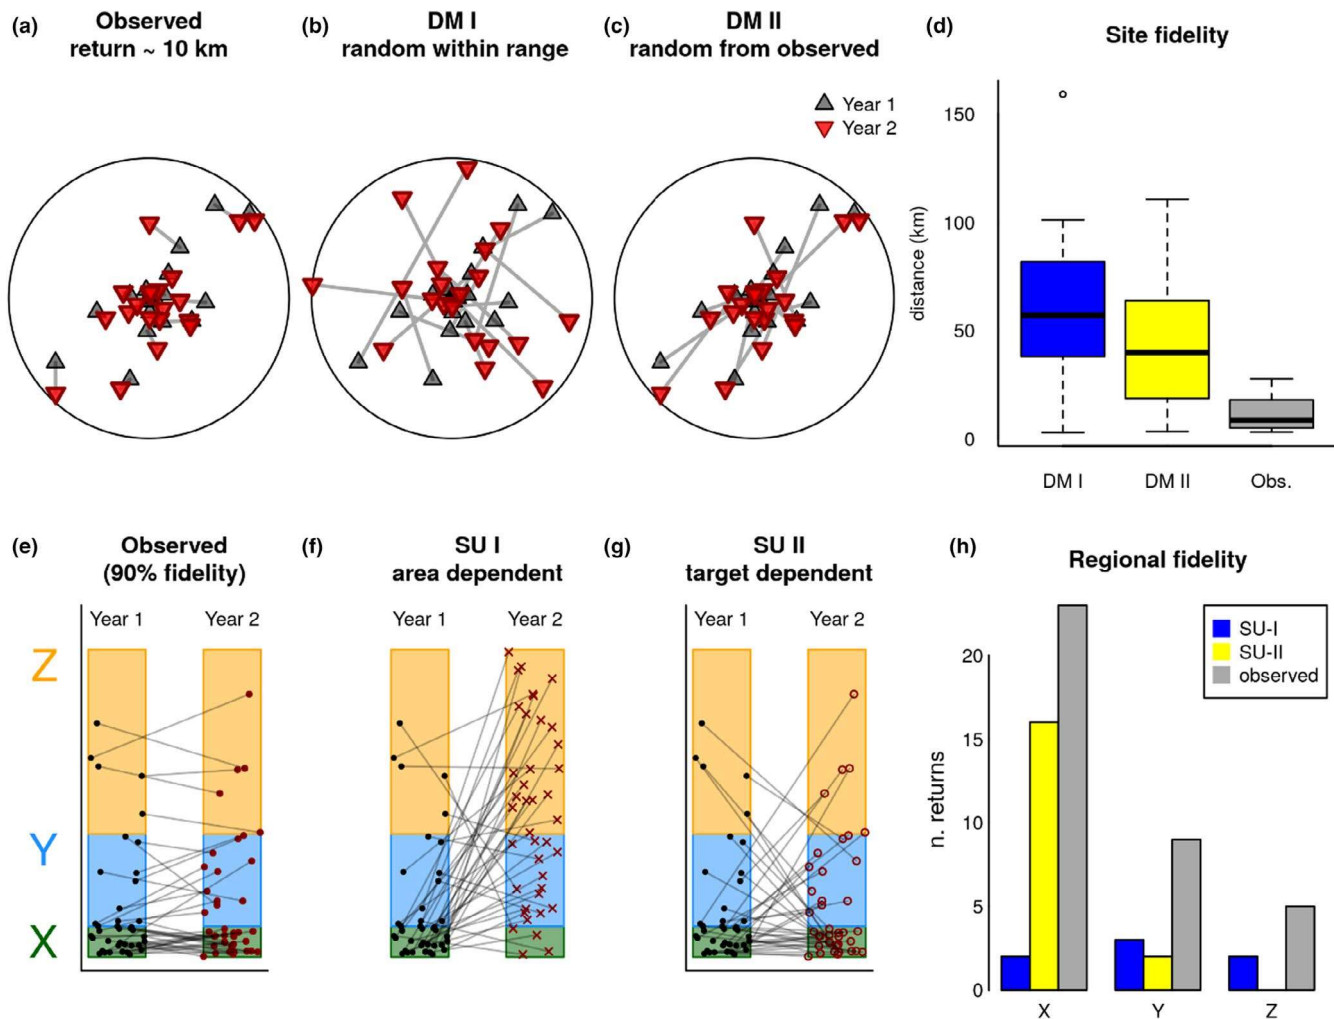 (a) Observed
return ~ 10 km
(b) DM I
random within range
(c) DM II
random from observed
Year 1
Year 2
(d) Site fidelity
distance (km)
150
100
50
0
DM I DM II Obs.
(e) Observed
(90% fidelity)
Year 1 Year 2
Z
Y
X
(f) SU I
area dependent
Year 1 Year 2
(g) SU II
target dependent
Year 1 Year 2
(h) Regional fidelity
SU-I
SU-II
observed
n. returns
20
15
10
5
0
X Y Z